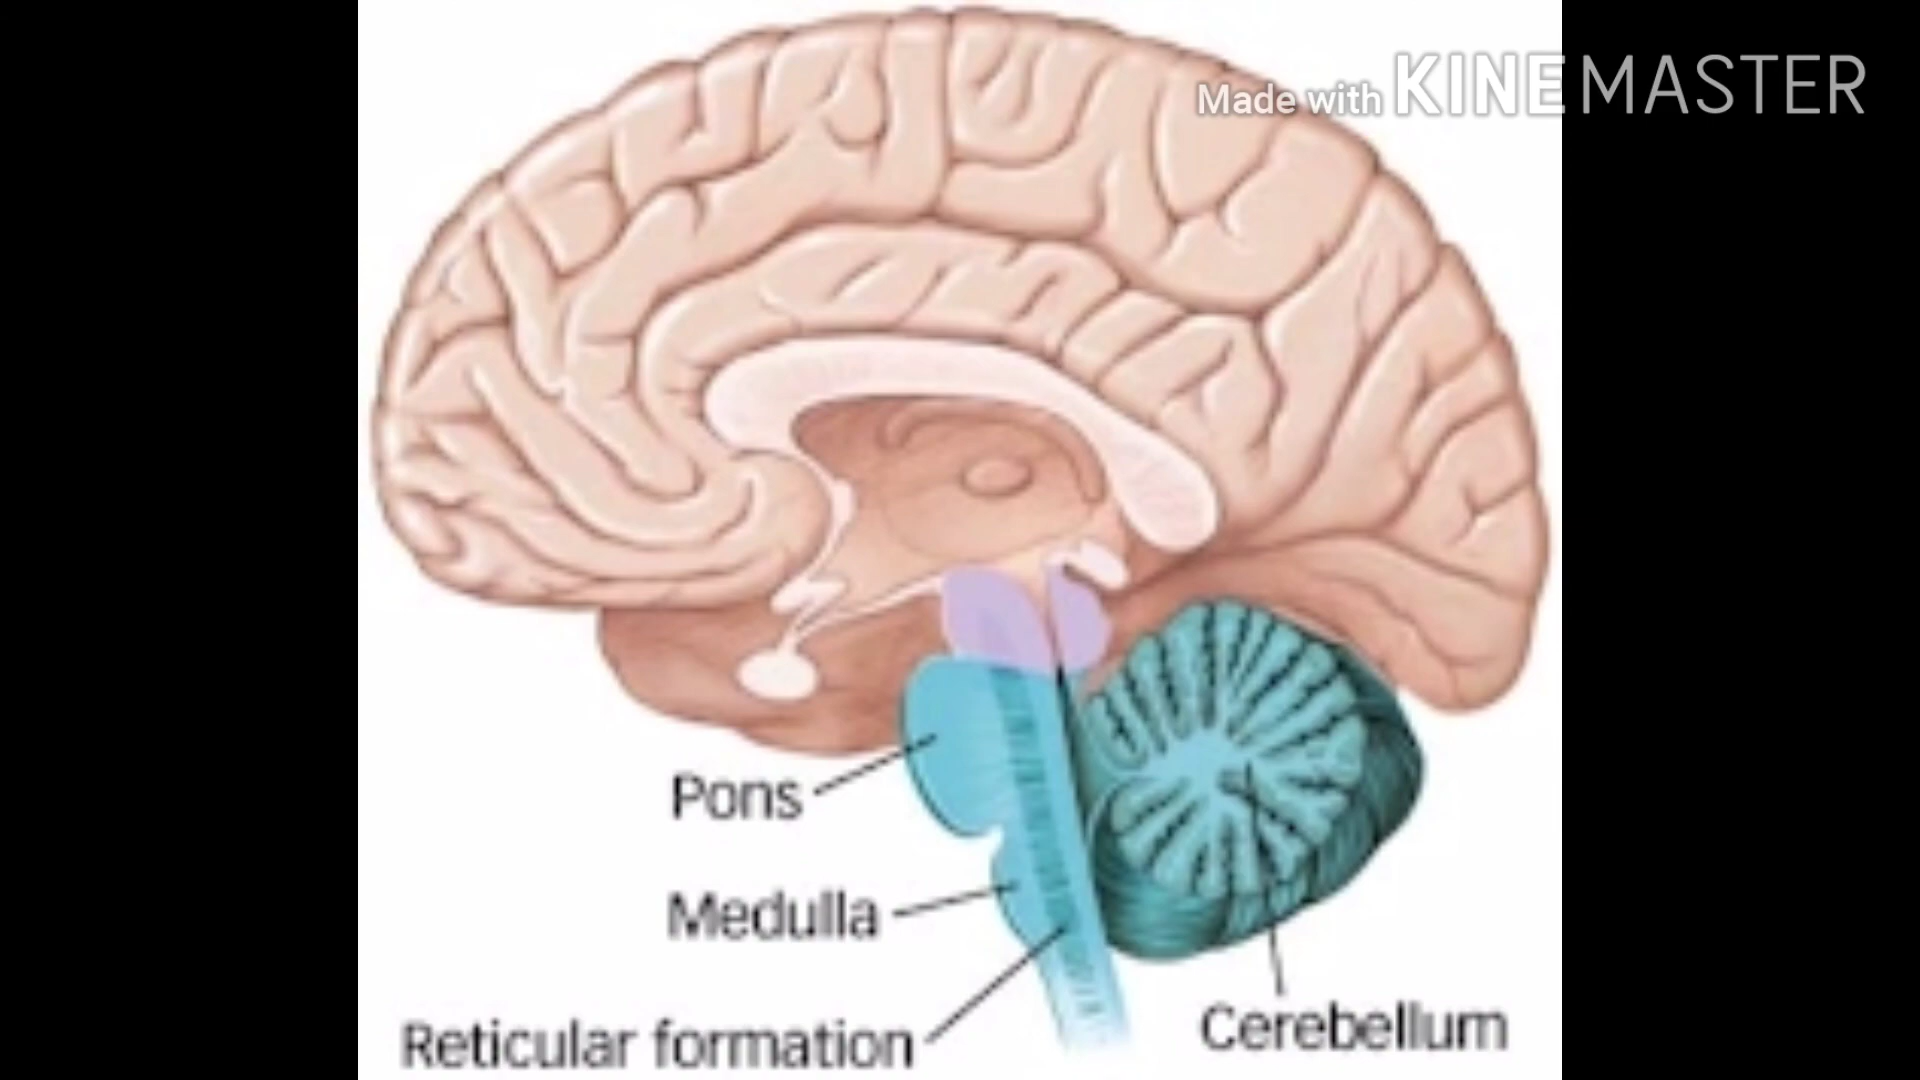 Made with KINEMASTER
Pons
Medulla
Reticular formation
Cerebellum